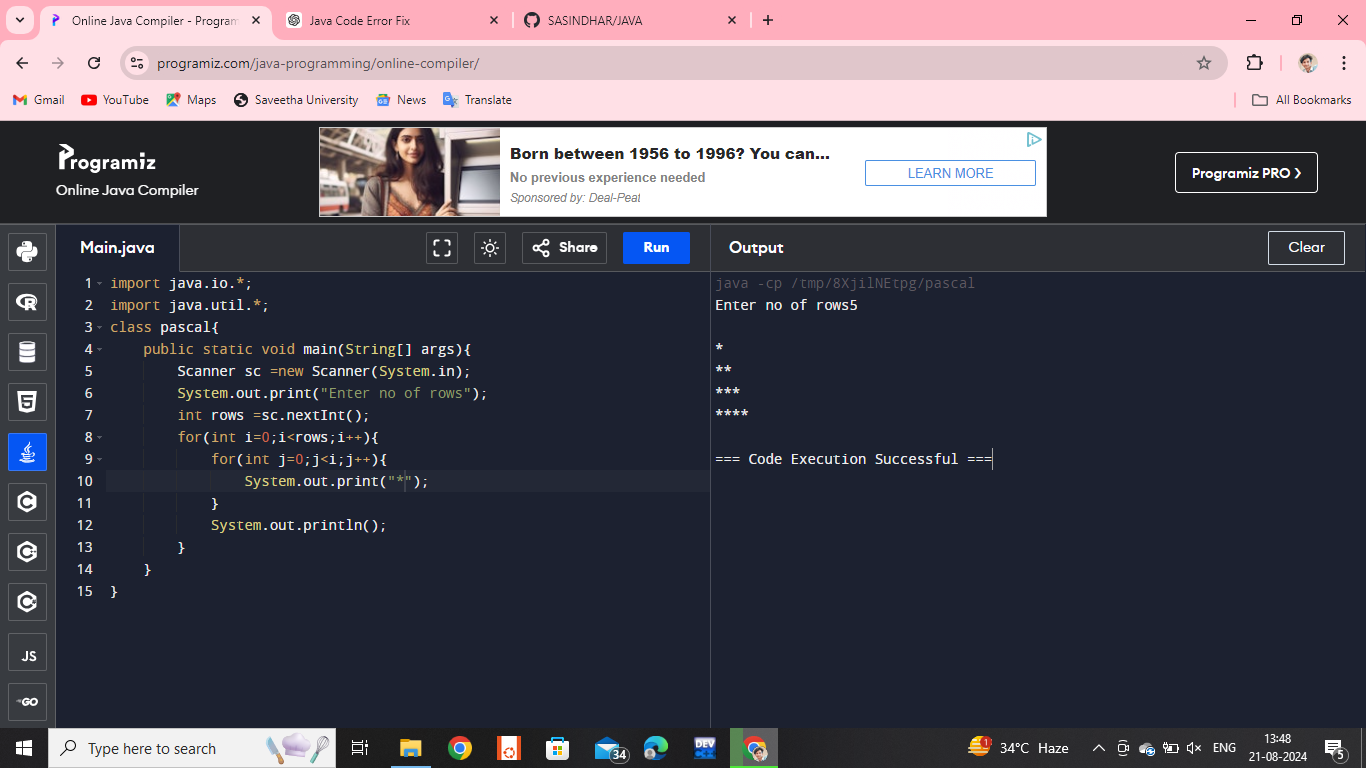 Online Java Compiler - Program
Java Code Error Fix
SASINDHAR/JAVA
programiz.com/java-programming/online-compiler/
Gmail
YouTube
Maps
Saveetha University
News
Translate
All Bookmarks
Programiz
Online Java Compiler
Born between 1956 to 1996? You can...
No previous experience needed
Sponsored by: Deal-Peal
LEARN MORE
Programiz PRO
Main.java
Share
Run
Output
Clear
1 import java.io.*;
2 import java.util.*;
3 class pascal{
4 public static void main(String[] args){
5 Scanner sc =new Scanner(System.in);
6 System.out.print("Enter no of rows");
7 int rows =sc.nextInt();
8 for(int i=0;i<rows;i++){
9 for(int j=0;j<i;j++){
10 System.out.print("*");
11 }
12 System.out.println();
13 }
14 }
15 }
java -cp /tmp/8XjilNEtpg/pascal
Enter no of rows5
*
**
***
****
=== Code Execution Successful ===
R
5
C
C
C
JS
GO
Type here to search
34
DEV
1
34°C Haze
ENG
13:48
21-08-2024
5